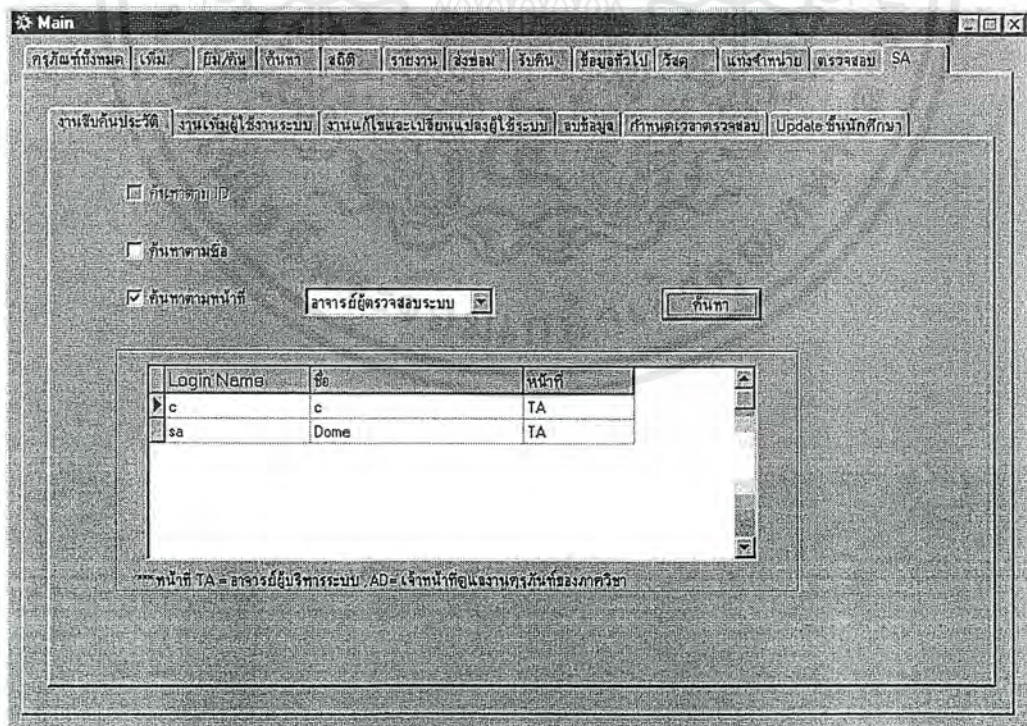 Main
ครุภัณฑ์ทั้งหมด เพิ่ม ยืม/คืน ค้นหา สถิติ รายงาน ส่งซ่อม รับคืน ข้อมูลทั่วไป วัสดุ แทงจำหน่าย ตรวจสอบ SA
งานสืบค้นประวัติ งานเพิ่มผู้ใช้งานระบบ งานแก้ไขและเปลี่ยนแปลงผู้ใช้ระบบ ลบข้อมูล กำหนดเวลาตรวจสอบ Update ชั้นนักศึกษา
ค้นหาตาม ID
ค้นหาตามชื่อ
ค้นหาตามหน้าที่ อาจารย์ผู้ตรวจสอบระบบ ค้นหา
Login Name ชื่อ หน้าที่
c c TA
sa Dome TA
***หน้าที่ TA = อาจารย์ผู้บริหารระบบ ,AD= เจ้าหน้าที่ดูแลงานครุภัณฑ์ของภาควิชา